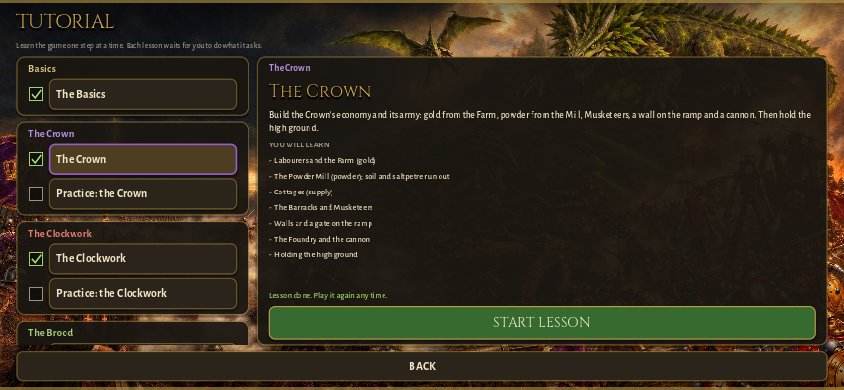 TUTORIAL
Learn the game one step at a time. Each lesson waits for you to do what it asks.
Basics
The Basics
The Crown
The Crown
Practice: the Crown
The Clockwork
The Clockwork
Practice: the Clockwork
The Brood
The Crown
THE CROWN
Build the Crown's economy and its army: gold from the Farm, powder from the Mill, Musketeers, a wall on the ramp and a cannon. Then hold the
high ground.
YOU WILL LEARN
- Labourers and the Farm (gold)
- The Powder Mill (powder); soil and saltpetre run out
- Cottages (supply)
- The Barracks and Musketeers
- Walls and a gate on the ramp
- The Foundry and the cannon
- Holding the high ground
Lesson done. Play it again any time.
START LESSON
BACK